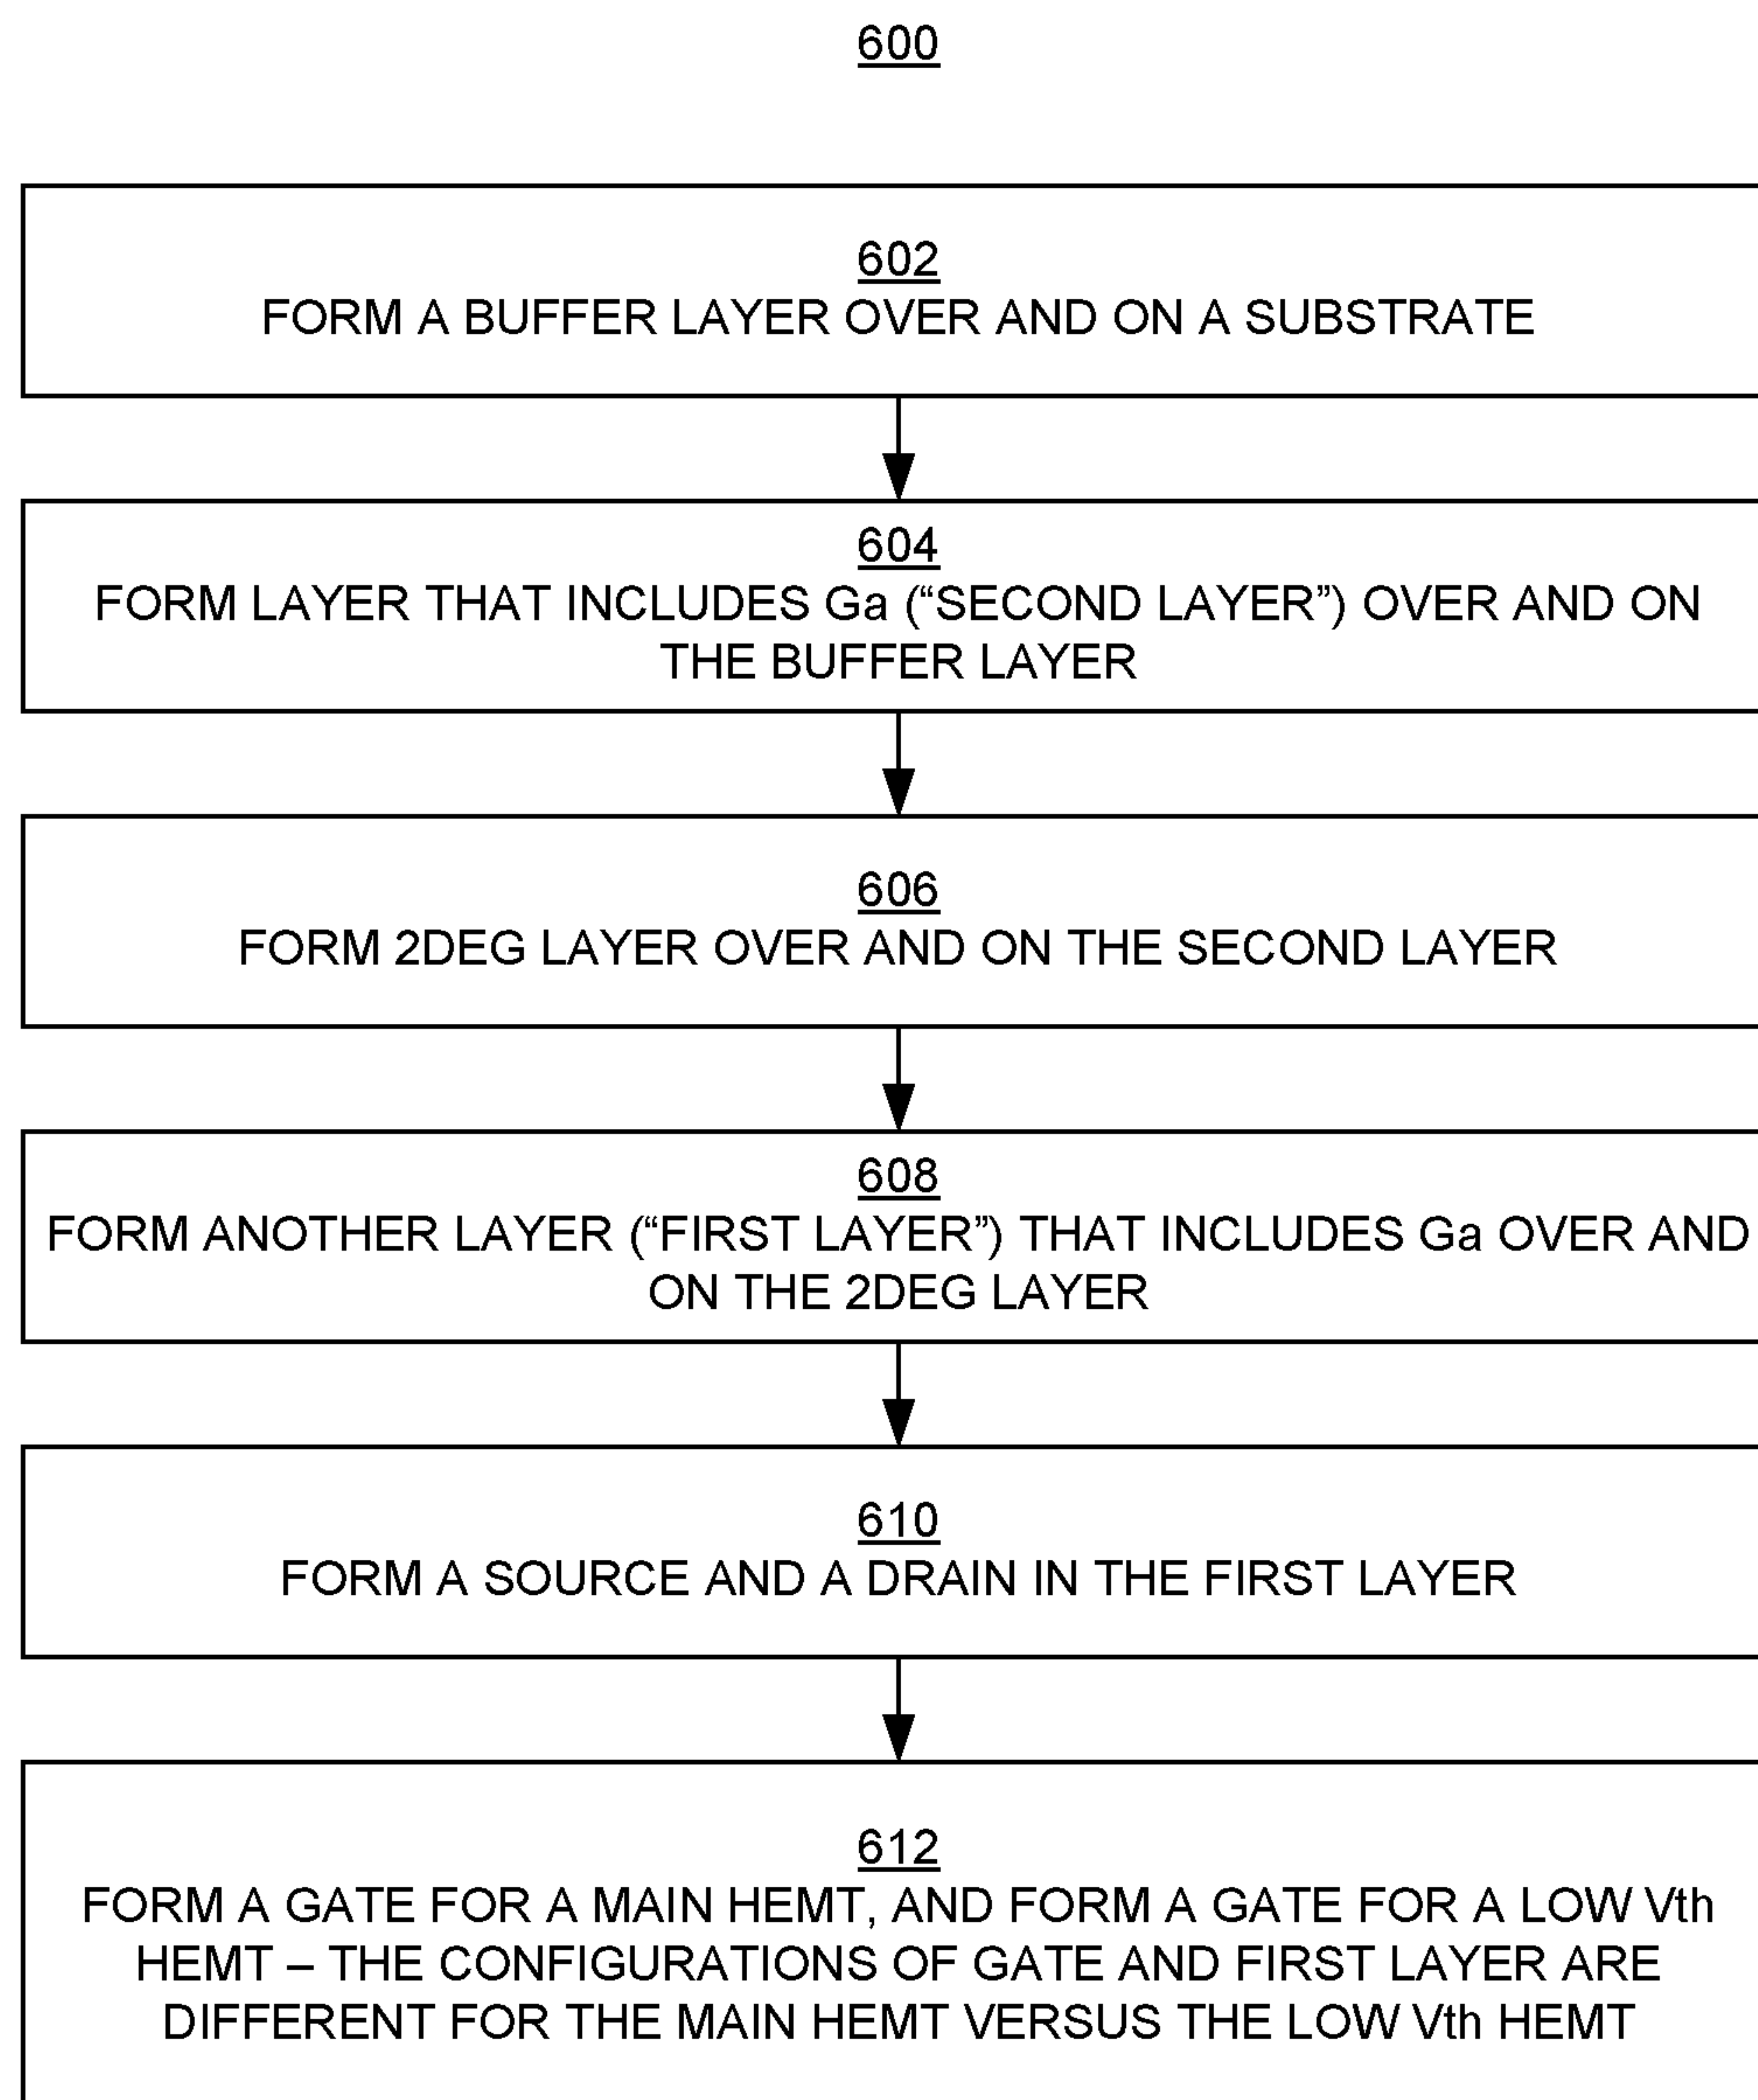 600
602
FORM A BUFFER LAYER OVER AND ON A SUBSTRATE
604
FORM LAYER THAT INCLUDES Ga (“SECOND LAYER”) OVER AND ON
THE BUFFER LAYER
606
FORM 2DEG LAYER OVER AND ON THE SECOND LAYER
608
FORM ANOTHER LAYER (“FIRST LAYER”) THAT INCLUDES Ga OVER AND
ON THE 2DEG LAYER
610
FORM A SOURCE AND A DRAIN IN THE FIRST LAYER
612
FORM A GATE FOR A MAIN HEMT, AND FORM A GATE FOR A LOW Vth
HEMT – THE CONFIGURATIONS OF GATE AND FIRST LAYER ARE
DIFFERENT FOR THE MAIN HEMT VERSUS THE LOW Vth HEMT